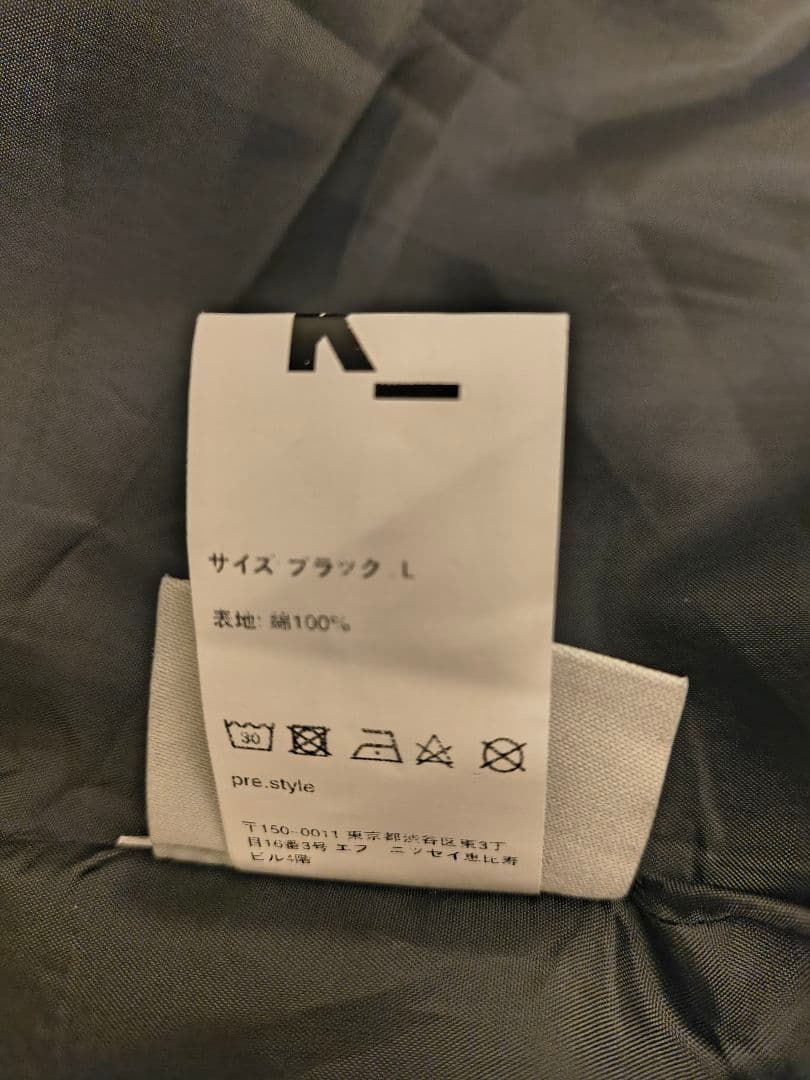 K_
サイズ ブラック L
表地: 綿100%
30
pre.style
〒150-0011 東京都渋谷区東3丁
目16番3号 エフ ニッセイ恵比寿
ビル4階